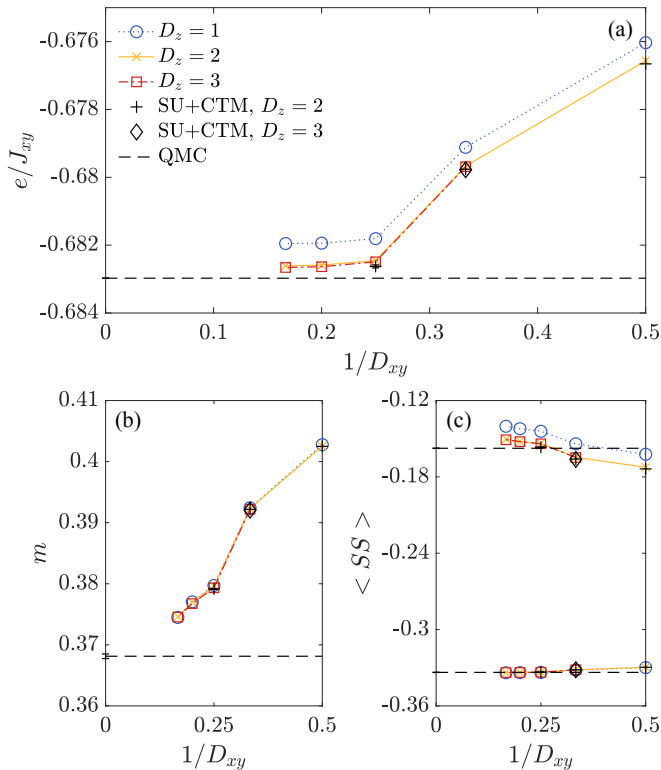 (a)
e/J_xy
-0.676
-0.678
-0.68
-0.682
-0.684
D_z = 1
D_z = 2
D_z = 3
SU+CTM, D_z = 2
SU+CTM, D_z = 3
QMC
0 0.1 0.2 0.3 0.4 0.5
1/D_xy
(b)
m
0.41
0.4
0.39
0.38
0.37
0.36
0 0.25 0.5
1/D_xy
(c)
< SS >
-0.12
-0.18
-0.24
-0.3
-0.36
0 0.25 0.5
1/D_xy